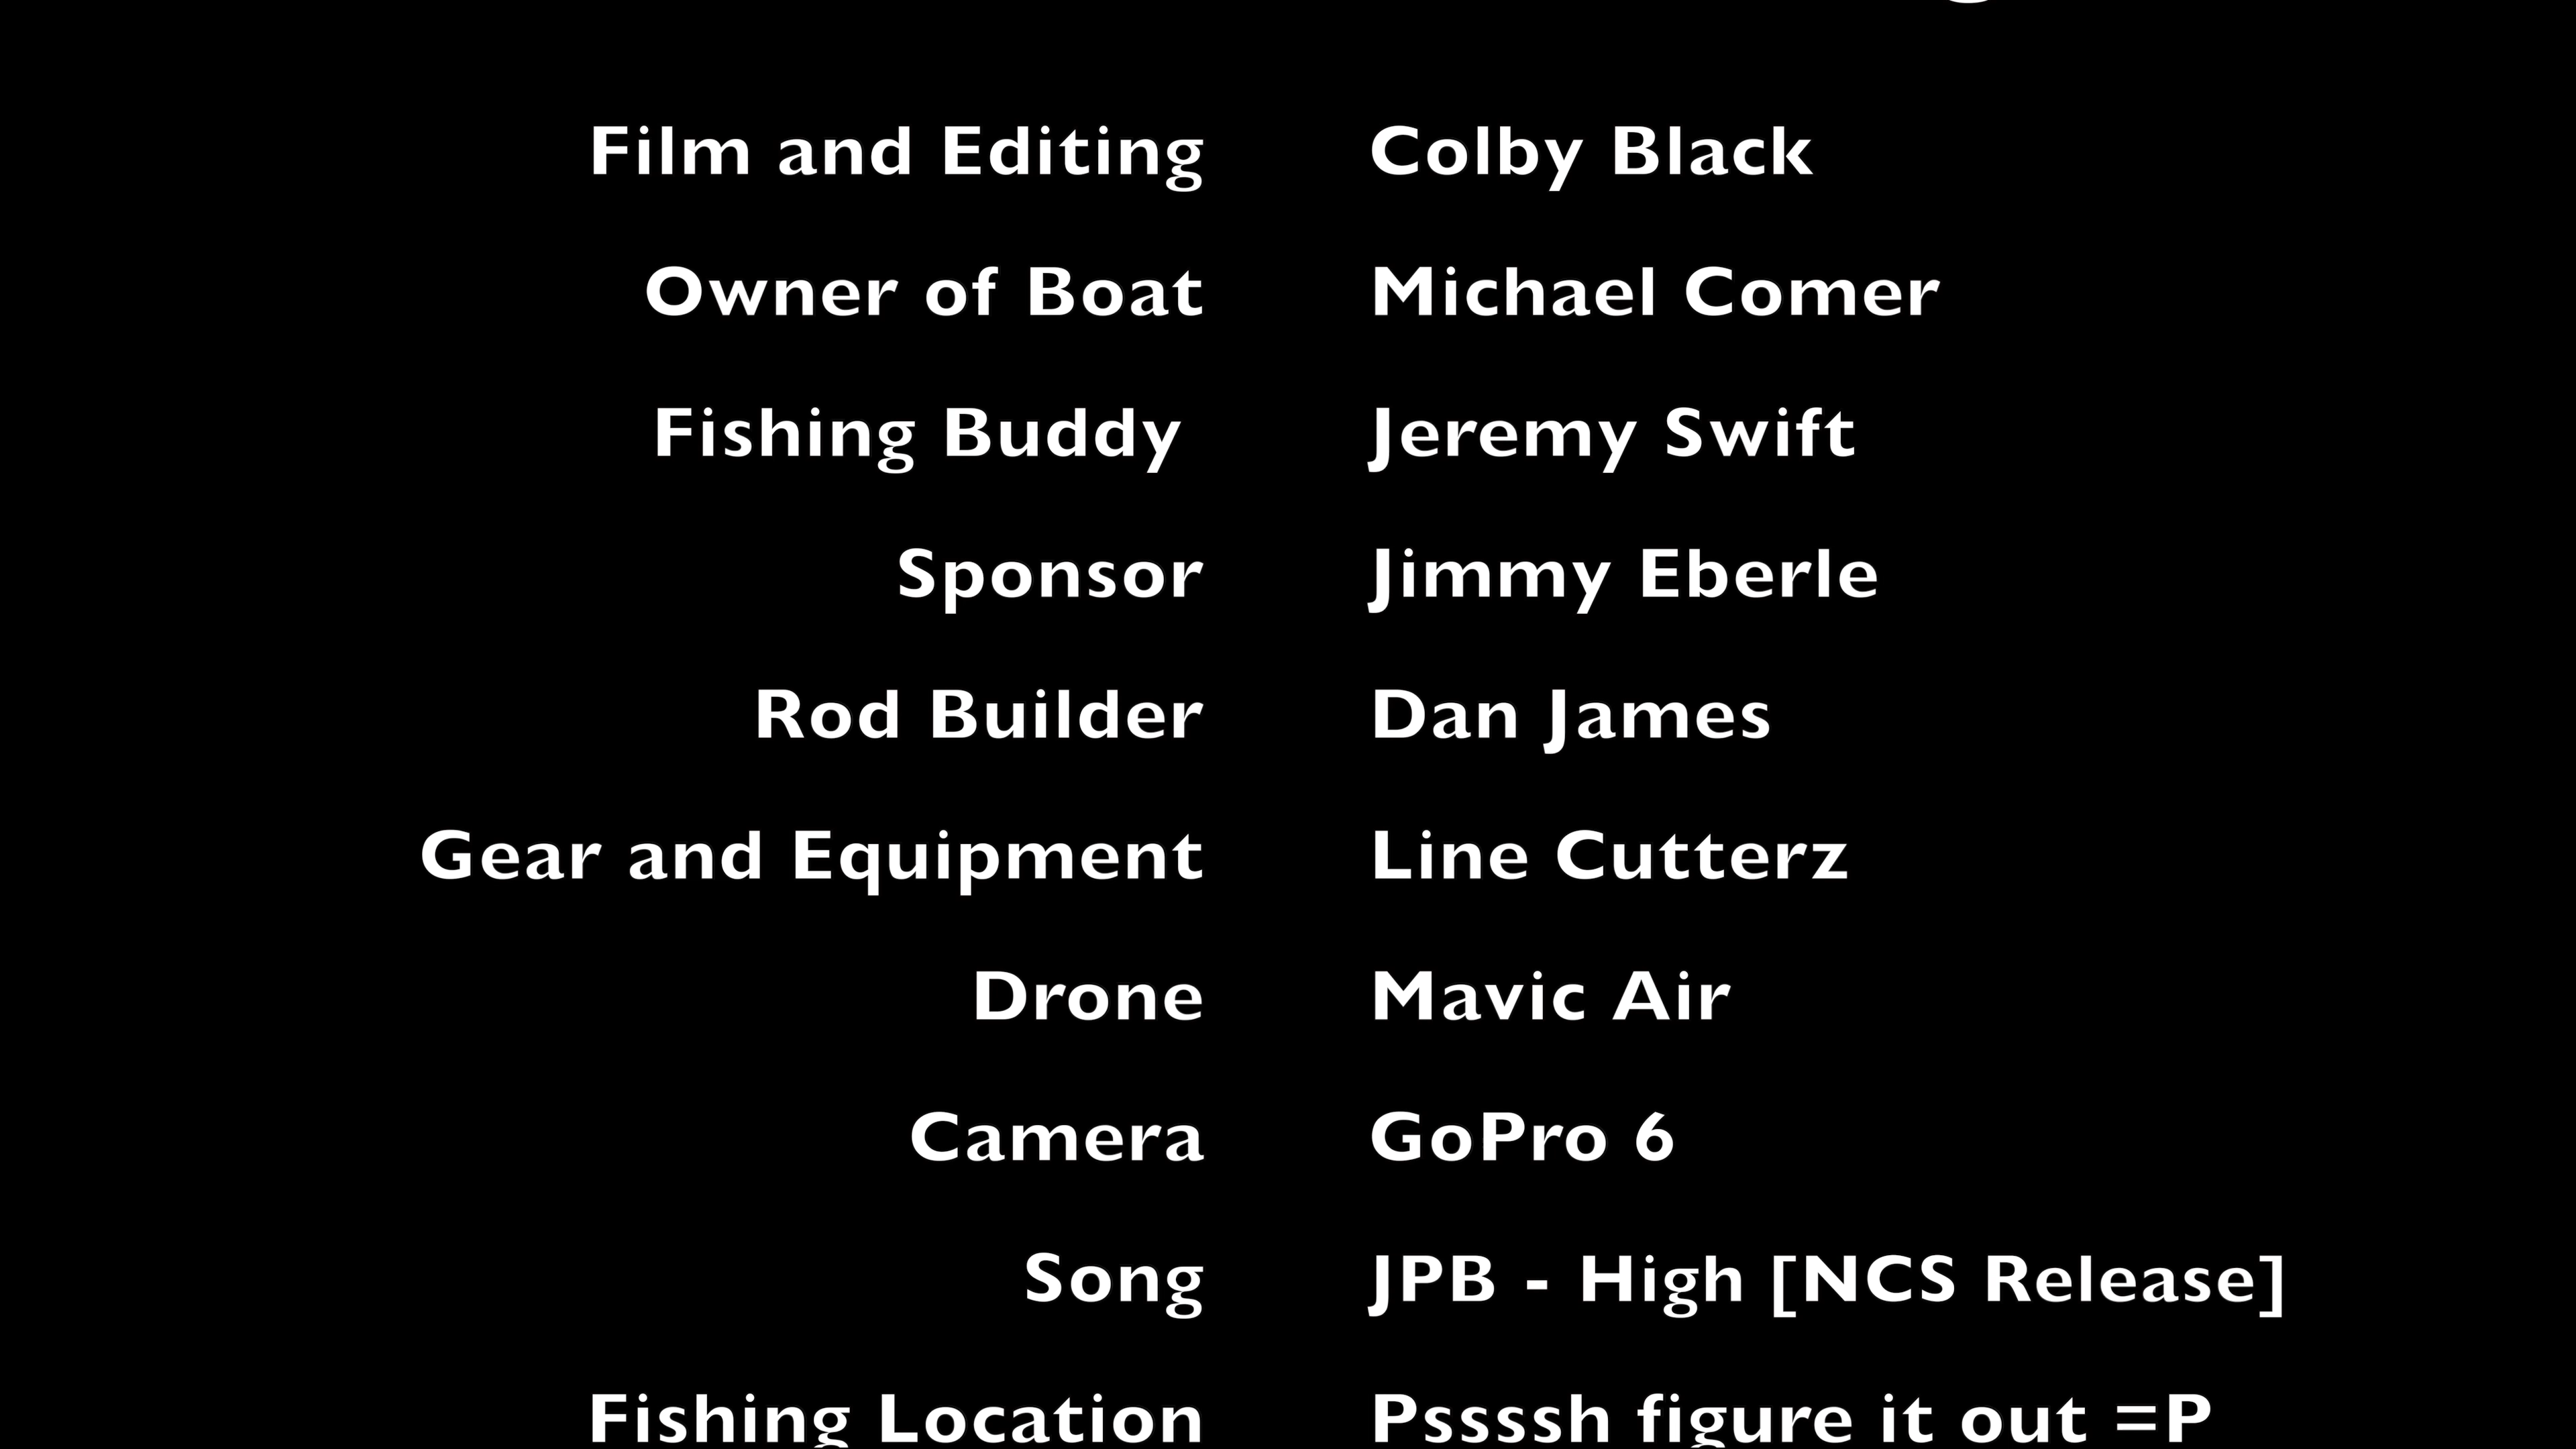 Film and Editing Colby Black
Owner of Boat Michael Comer
Fishing Buddy Jeremy Swift
Sponsor Jimmy Eberle
Rod Builder Dan James
Gear and Equipment Line Cutterz
Drone Mavic Air
Camera GoPro 6
Song JPB - High [NCS Release]
Fishing Location Psssssh figure it out =P